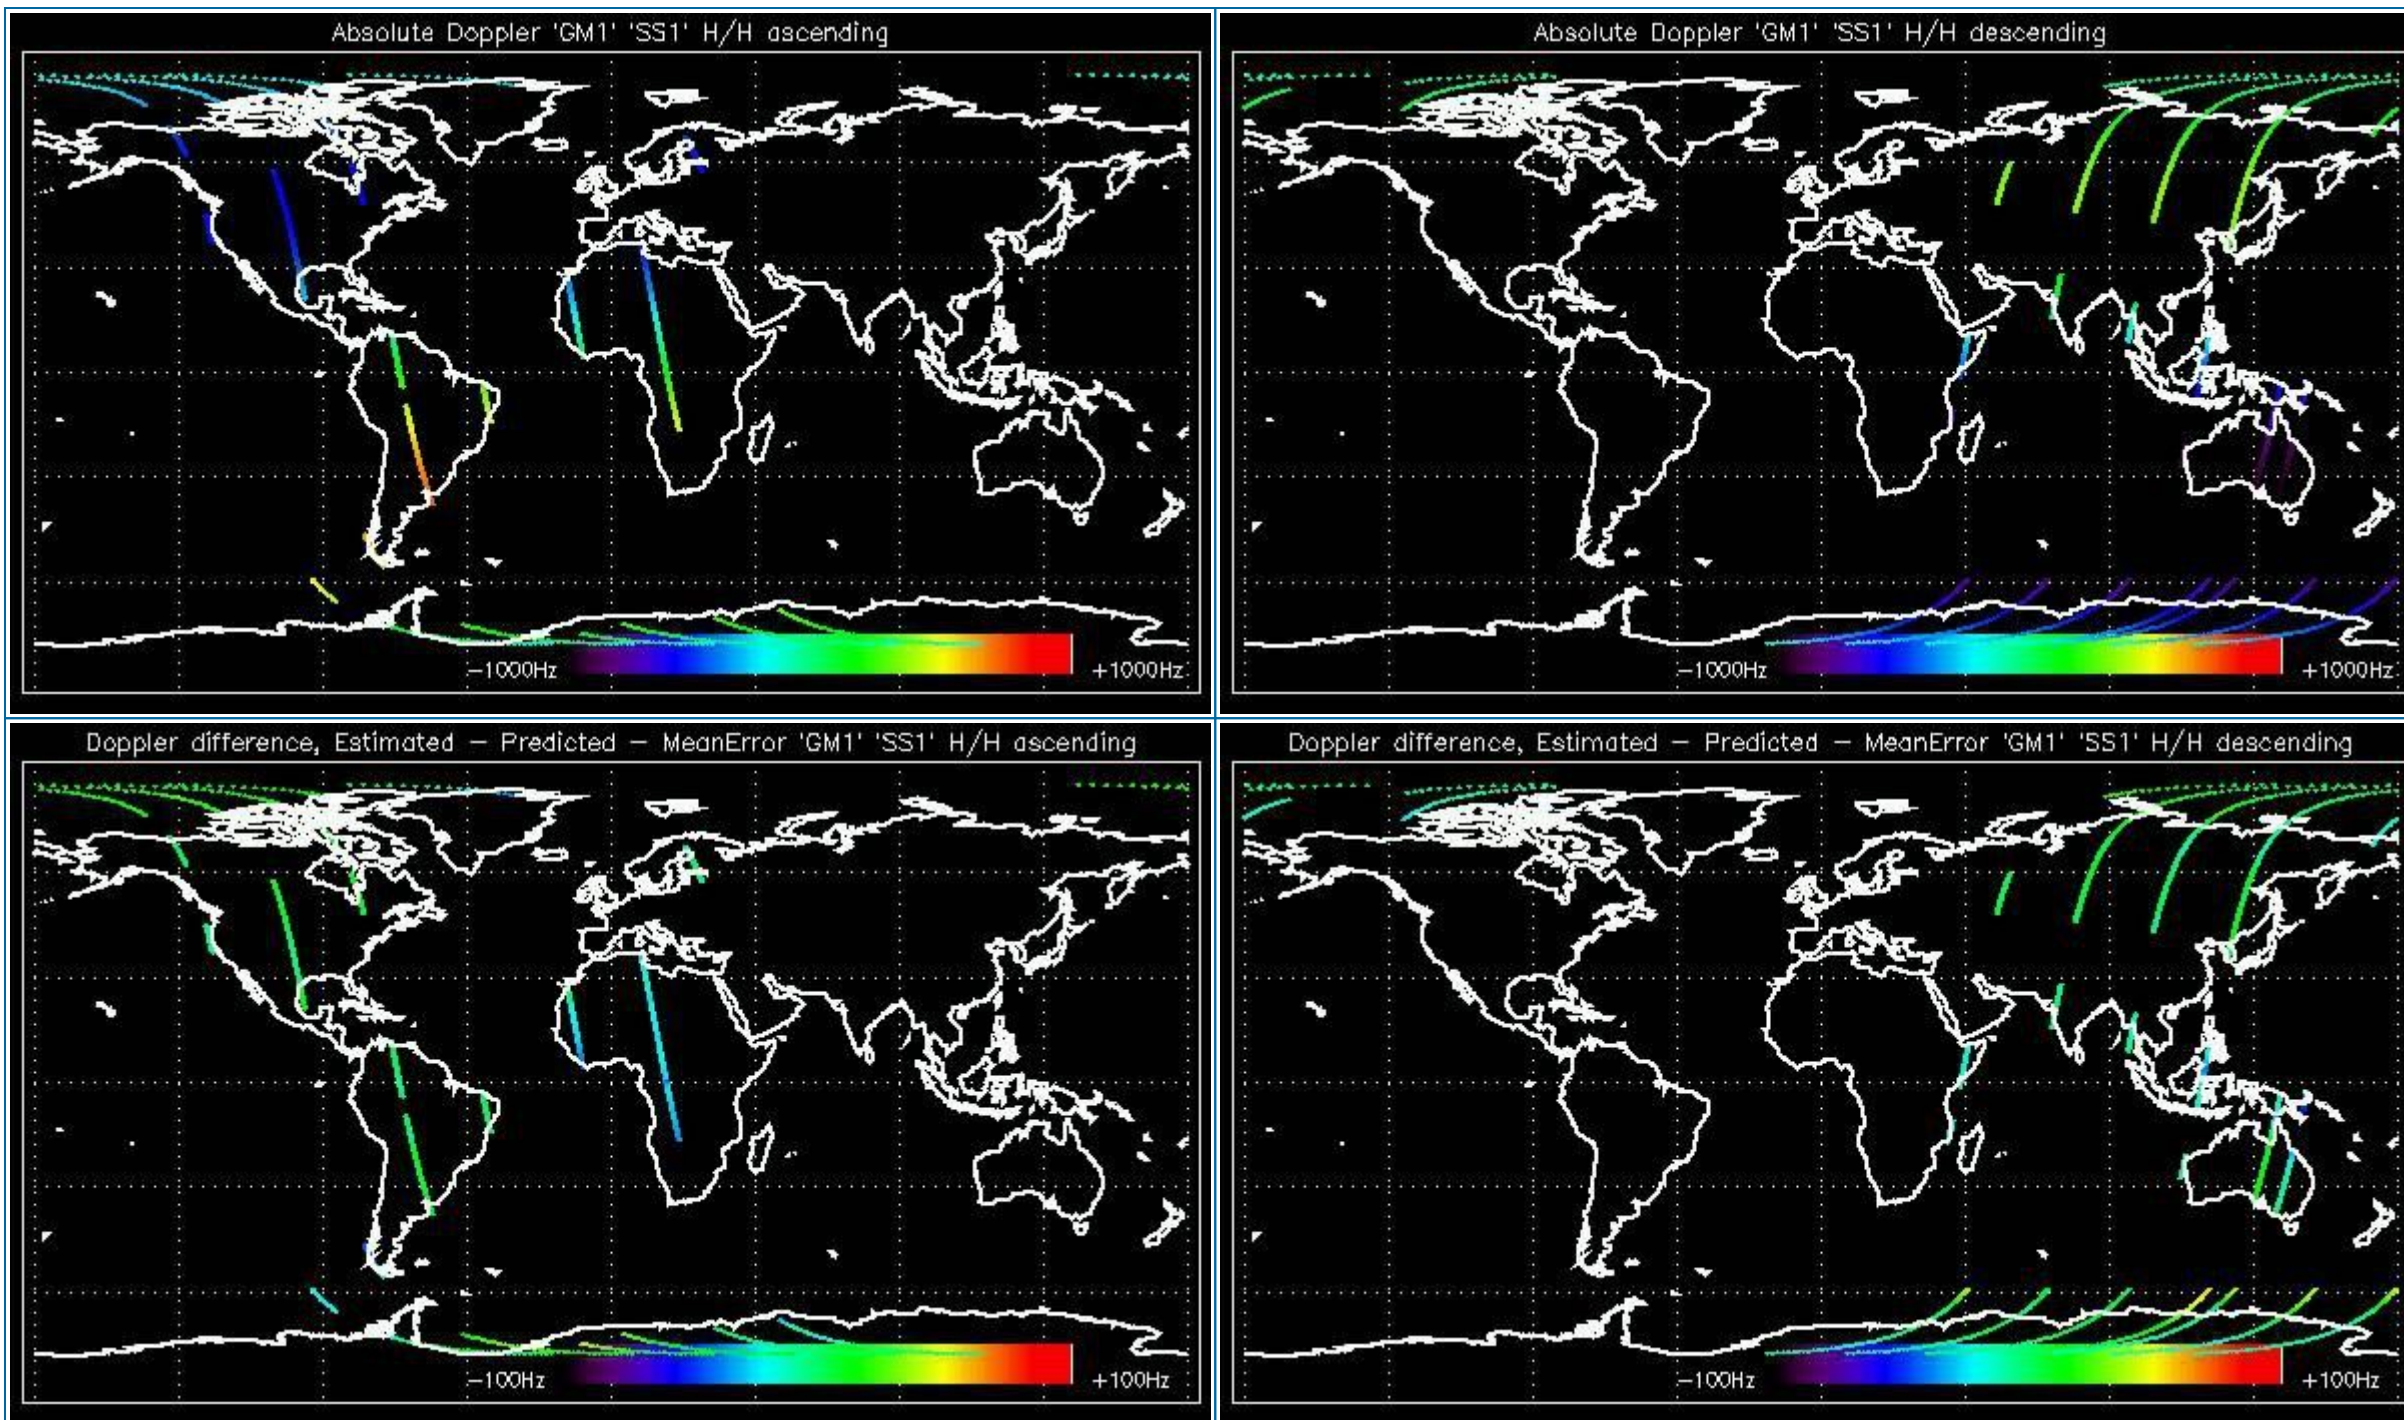 Absolute Doppler 'GM1' 'SS1' H/H ascending
-1000Hz
+1000Hz
Absolute Doppler 'GM1' 'SS1' H/H descending
-1000Hz
+1000Hz
Doppler difference, Estimated - Predicted - MeanError 'GM1' 'SS1' H/H ascending
-100Hz
+100Hz
Doppler difference, Estimated - Predicted - MeanError 'GM1' 'SS1' H/H descending
-100Hz
+100Hz